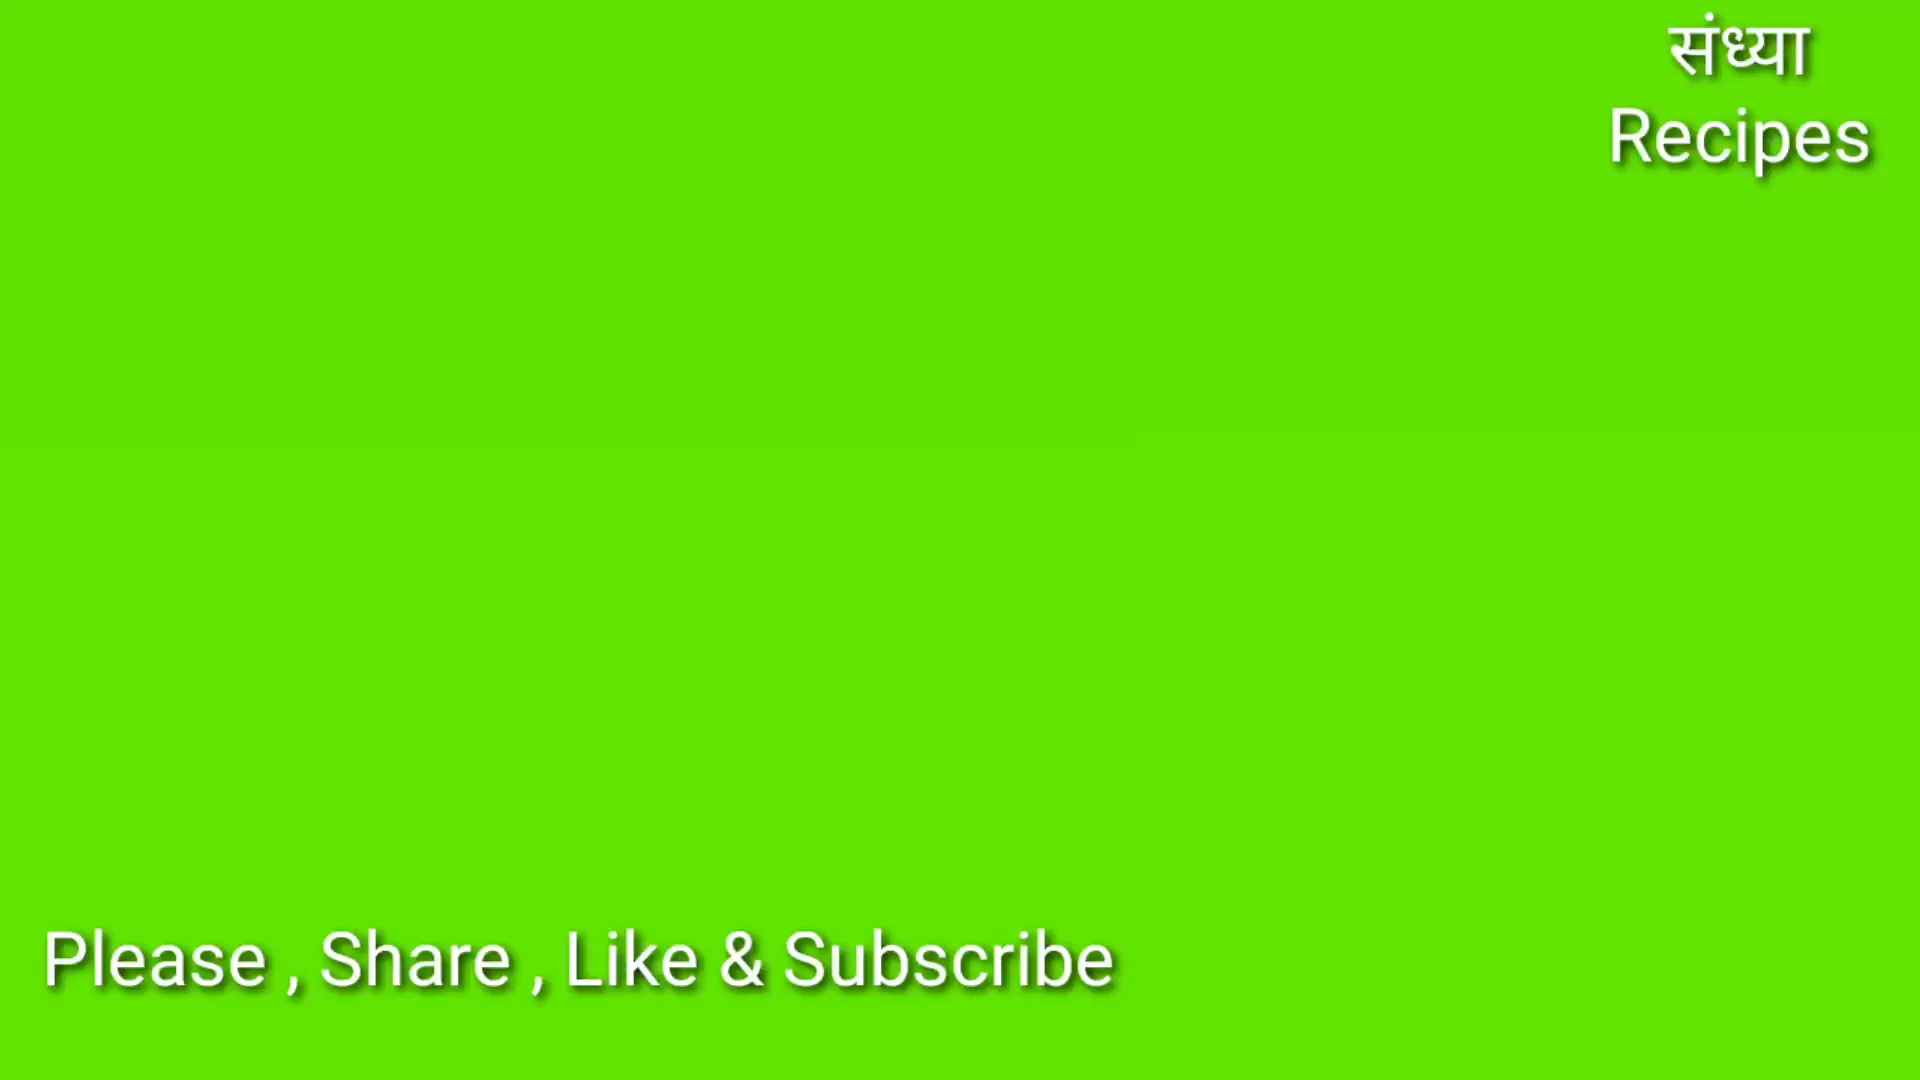 संध्या
Recipes
Please , Share , Like & Subscribe